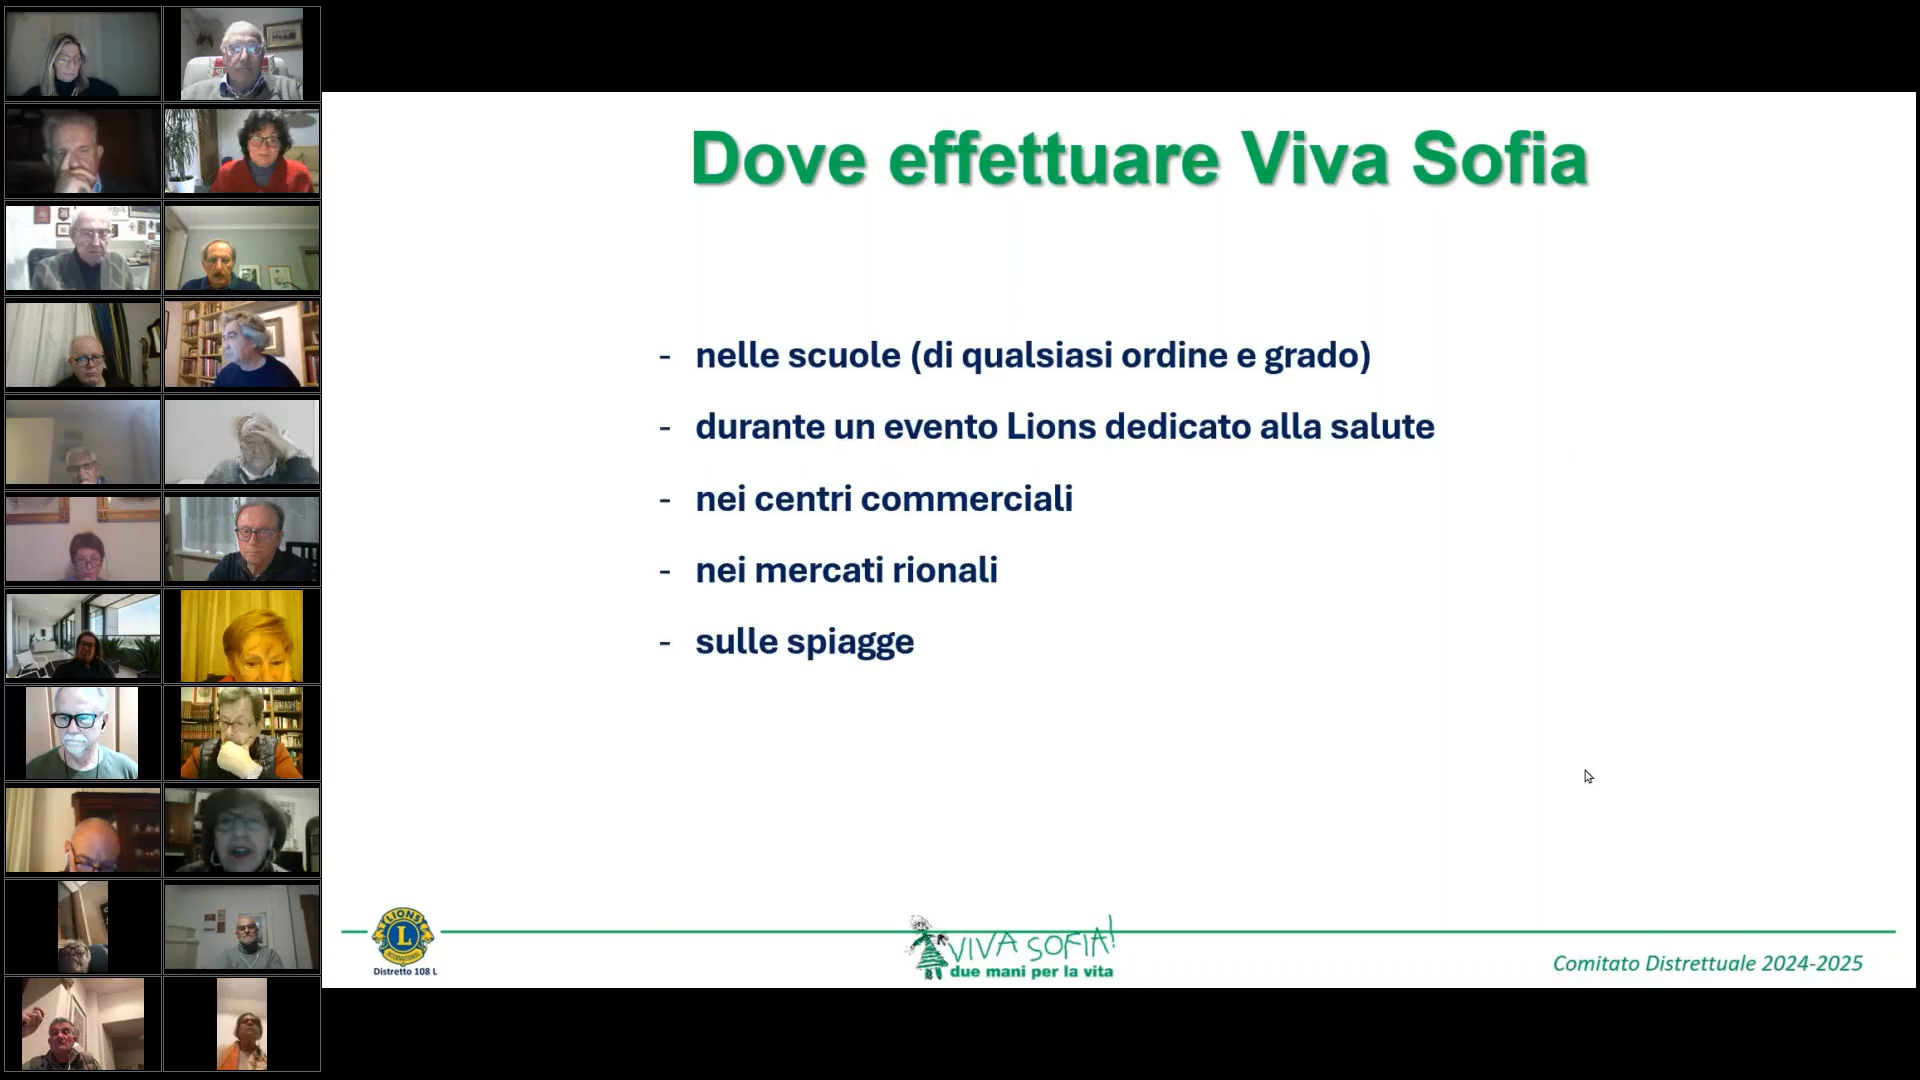 Dove effettuare Viva Sofia
- nelle scuole (di qualsiasi ordine e grado)
- durante un evento Lions dedicato alla salute
- nei centri commerciali
- nei mercati rionali
- sulle spiagge
LIONS
L
INTERNATIONAL
Distretto 108 L
VIVA SOFIA!
due mani per la vita
Comitato Distrettuale 2024-2025